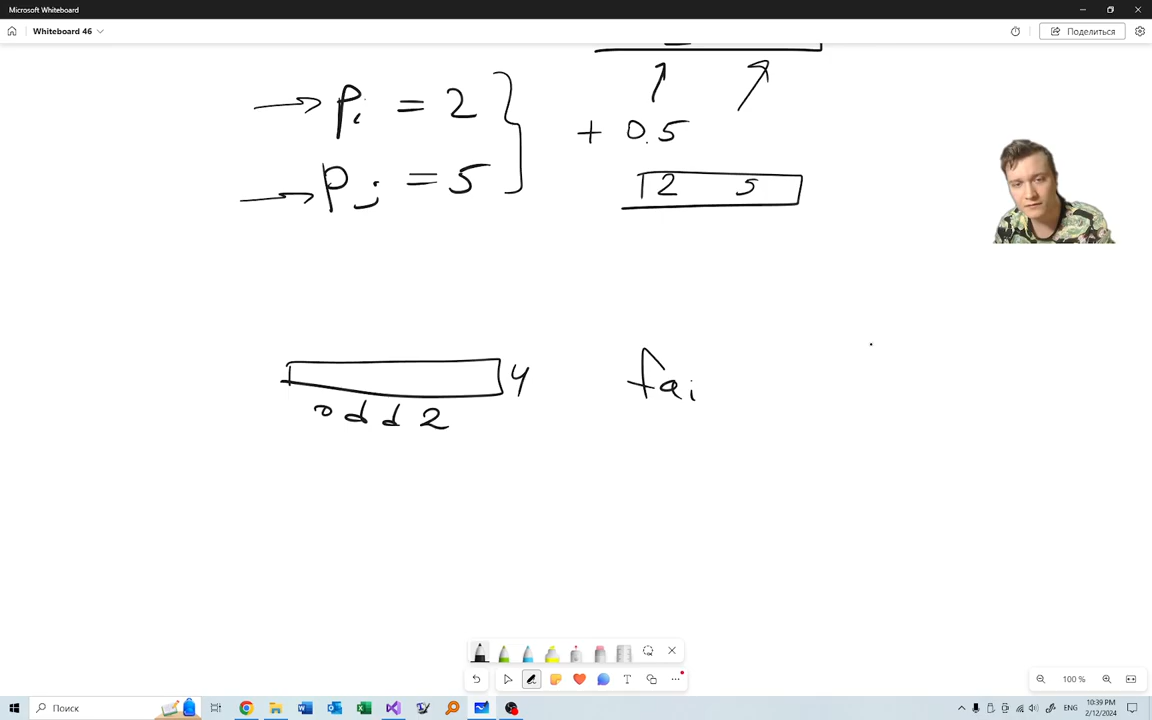 Microsoft Whiteboard
Whiteboard 46
Поделиться
→ Pi = 2
→ Pj = 5
+ 0.5
2 5
4
odd 2
fai
100 %
Поиск
ENG
10:39 PM
2/12/2024